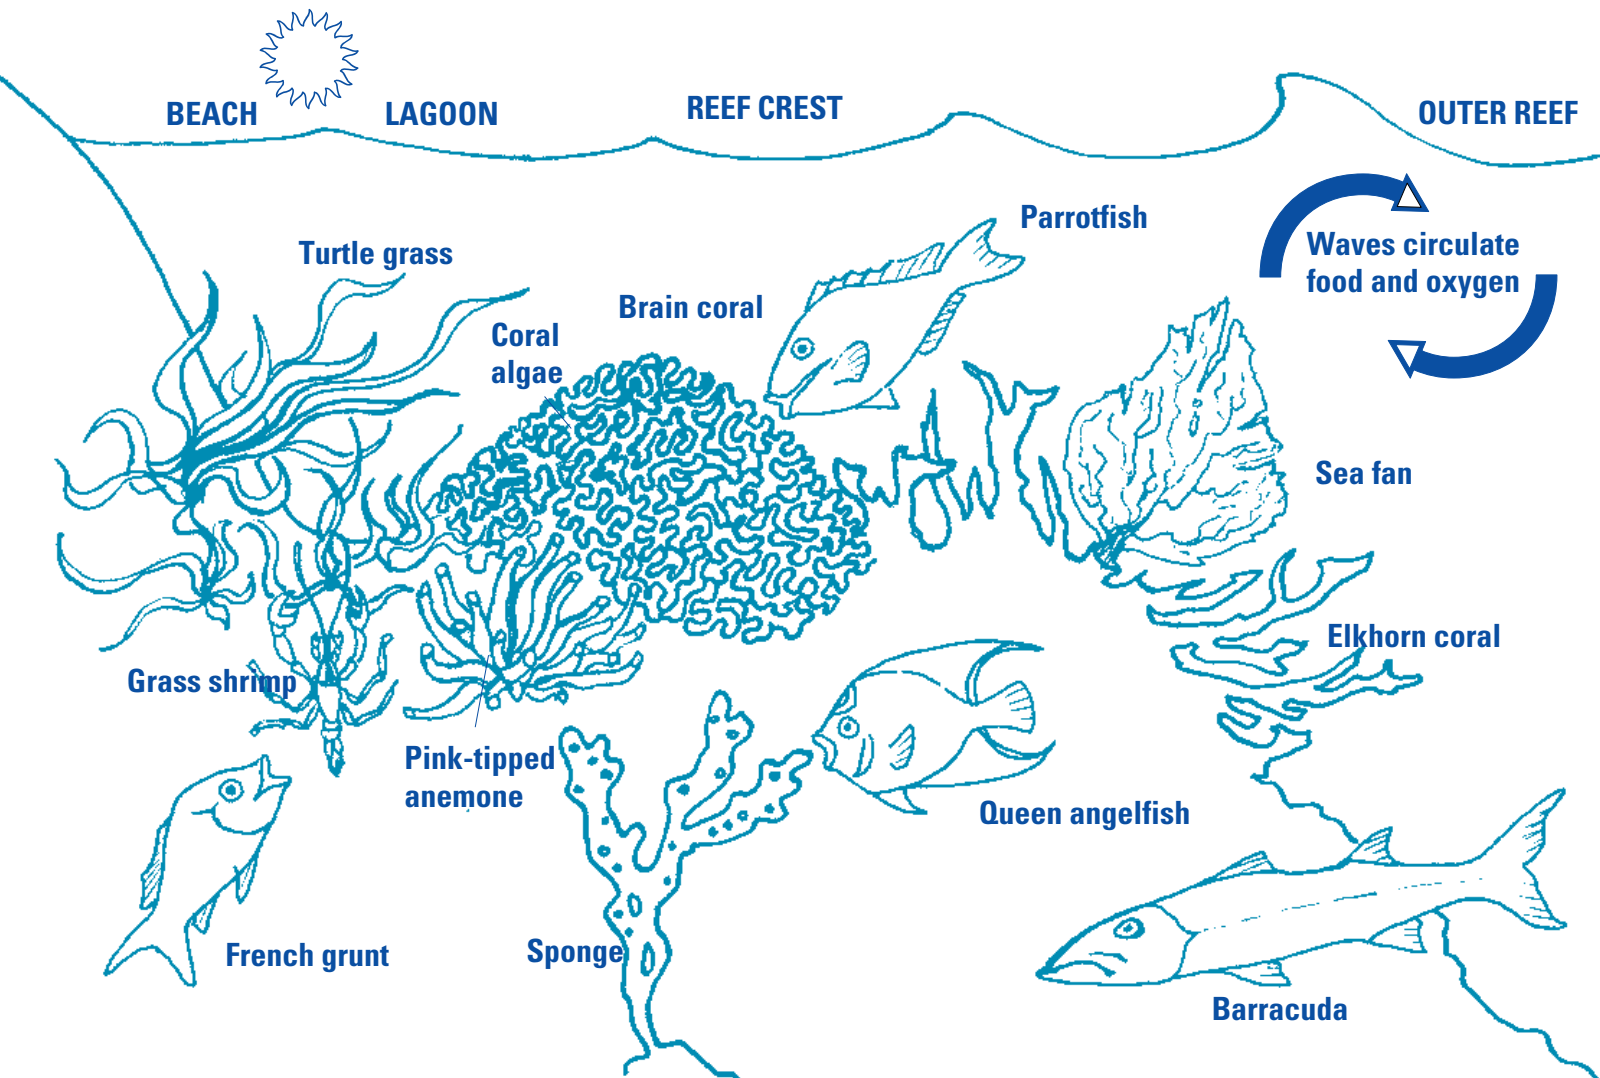 BEACH
LAGOON
REEF CREST
OUTER REEF
Parrotfish
Waves circulate
food and oxygen
Turtle grass
Brain coral
Coral
algae
Sea fan
Elkhorn coral
Grass shrimp
Pink-tipped
anemone
Queen angelfish
French grunt
Sponge
Barracuda